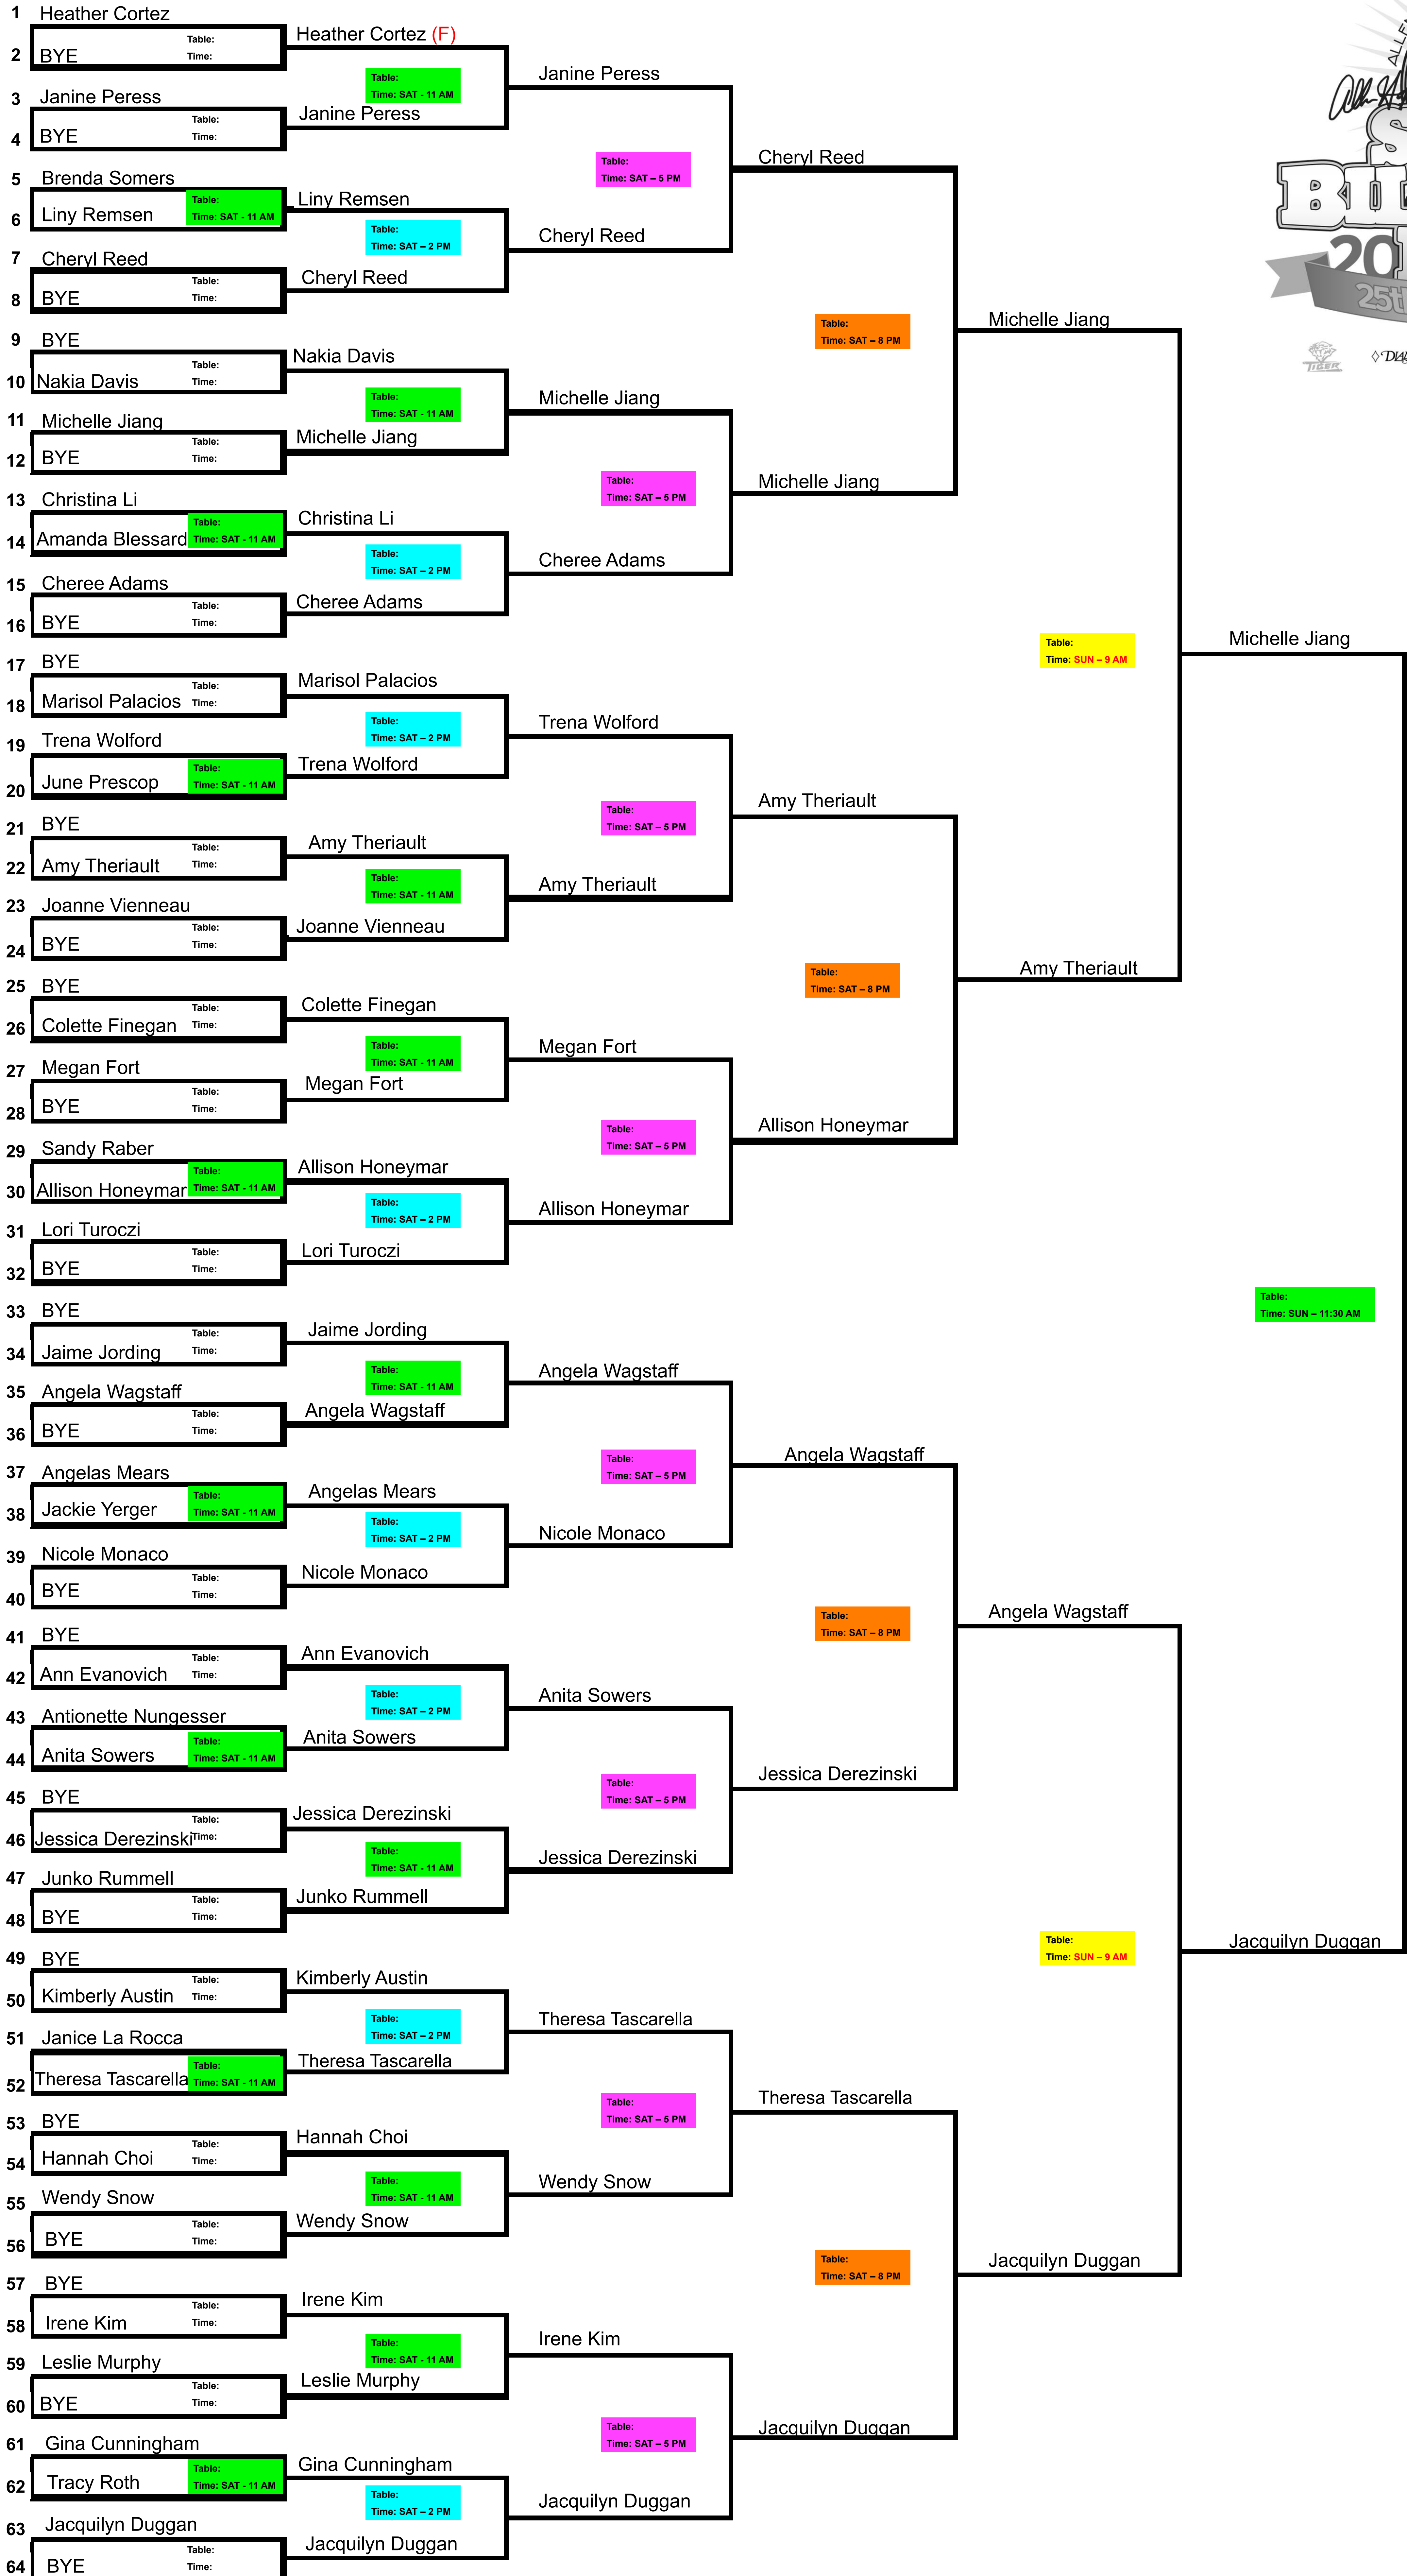 1 Heather Cortez
2 BYE Table: Time:
3 Janine Peress
4 BYE Table: Time:
5 Brenda Somers
6 Liny Remsen Table: Time: SAT - 11 AM
7 Cheryl Reed
8 BYE Table: Time:
9 BYE
10 Nakia Davis Table: Time:
11 Michelle Jiang
12 BYE Table: Time:
13 Christina Li
14 Amanda Blessard Table: Time: SAT - 11 AM
15 Cheree Adams
16 BYE Table: Time:
17 BYE
18 Marisol Palacios Table: Time:
19 Trena Wolford
20 June Prescop Table: Time: SAT - 11 AM
21 BYE
22 Amy Theriault Table: Time:
23 Joanne Vienneau
24 BYE Table: Time:
25 BYE
26 Colette Finegan Table: Time:
27 Megan Fort
28 BYE Table: Time:
29 Sandy Raber
30 Allison Honeymar Table: Time: SAT - 11 AM
31 Lori Turoczi
32 BYE Table: Time:
33 BYE
34 Jaime Jording Table: Time:
35 Angela Wagstaff
36 BYE Table: Time:
37 Angelas Mears
38 Jackie Yerger Table: Time: SAT - 11 AM
39 Nicole Monaco
40 BYE Table: Time:
41 BYE
42 Ann Evanovich Table: Time:
43 Antionette Nungesser
44 Anita Sowers Table: Time: SAT - 11 AM
45 BYE
46 Jessica Derezinski Table: Time:
47 Junko Rummell
48 BYE Table: Time:
49 BYE
50 Kimberly Austin Table: Time:
51 Janice La Rocca
52 Theresa Tascarella Table: Time: SAT - 11 AM
53 BYE
54 Hannah Choi Table: Time:
55 Wendy Snow
56 BYE Table: Time:
57 BYE
58 Irene Kim Table: Time:
59 Leslie Murphy
60 BYE Table: Time:
61 Gina Cunningham
62 Tracy Roth Table: Time: SAT - 11 AM
63 Jacquilyn Duggan
64 BYE Table: Time:
Heather Cortez (F)
Table:
Time: SAT - 11 AM
Janine Peress
Liny Remsen
Table:
Time: SAT – 2 PM
Cheryl Reed
Nakia Davis
Table:
Time: SAT - 11 AM
Michelle Jiang
Christina Li
Table:
Time: SAT – 2 PM
Cheree Adams
Marisol Palacios
Table:
Time: SAT – 2 PM
Trena Wolford
Amy Theriault
Table:
Time: SAT - 11 AM
Joanne Vienneau
Colette Finegan
Table:
Time: SAT - 11 AM
Megan Fort
Allison Honeymar
Table:
Time: SAT – 2 PM
Lori Turoczi
Jaime Jording
Table:
Time: SAT - 11 AM
Angela Wagstaff
Angelas Mears
Table:
Time: SAT – 2 PM
Nicole Monaco
Ann Evanovich
Table:
Time: SAT – 2 PM
Anita Sowers
Jessica Derezinski
Table:
Time: SAT - 11 AM
Junko Rummell
Kimberly Austin
Table:
Time: SAT – 2 PM
Theresa Tascarella
Hannah Choi
Table:
Time: SAT - 11 AM
Wendy Snow
Irene Kim
Table:
Time: SAT - 11 AM
Leslie Murphy
Gina Cunningham
Table:
Time: SAT – 2 PM
Jacquilyn Duggan
Janine Peress
Table:
Time: SAT – 5 PM
Cheryl Reed
Michelle Jiang
Table:
Time: SAT – 5 PM
Cheree Adams
Trena Wolford
Table:
Time: SAT – 5 PM
Amy Theriault
Megan Fort
Table:
Time: SAT – 5 PM
Allison Honeymar
Angela Wagstaff
Table:
Time: SAT – 5 PM
Nicole Monaco
Anita Sowers
Table:
Time: SAT – 5 PM
Jessica Derezinski
Theresa Tascarella
Table:
Time: SAT – 5 PM
Wendy Snow
Irene Kim
Table:
Time: SAT – 5 PM
Jacquilyn Duggan
Cheryl Reed
Table:
Time: SAT – 8 PM
Michelle Jiang
Amy Theriault
Table:
Time: SAT – 8 PM
Allison Honeymar
Angela Wagstaff
Table:
Time: SAT – 8 PM
Jessica Derezinski
Theresa Tascarella
Table:
Time: SAT – 8 PM
Jacquilyn Duggan
Michelle Jiang
Table:
Time: SUN – 9 AM
Amy Theriault
Angela Wagstaff
Table:
Time: SUN – 9 AM
Jacquilyn Duggan
Michelle Jiang
Table:
Time: SUN – 11:30 AM
Jacquilyn Duggan
20
25th
TIGER